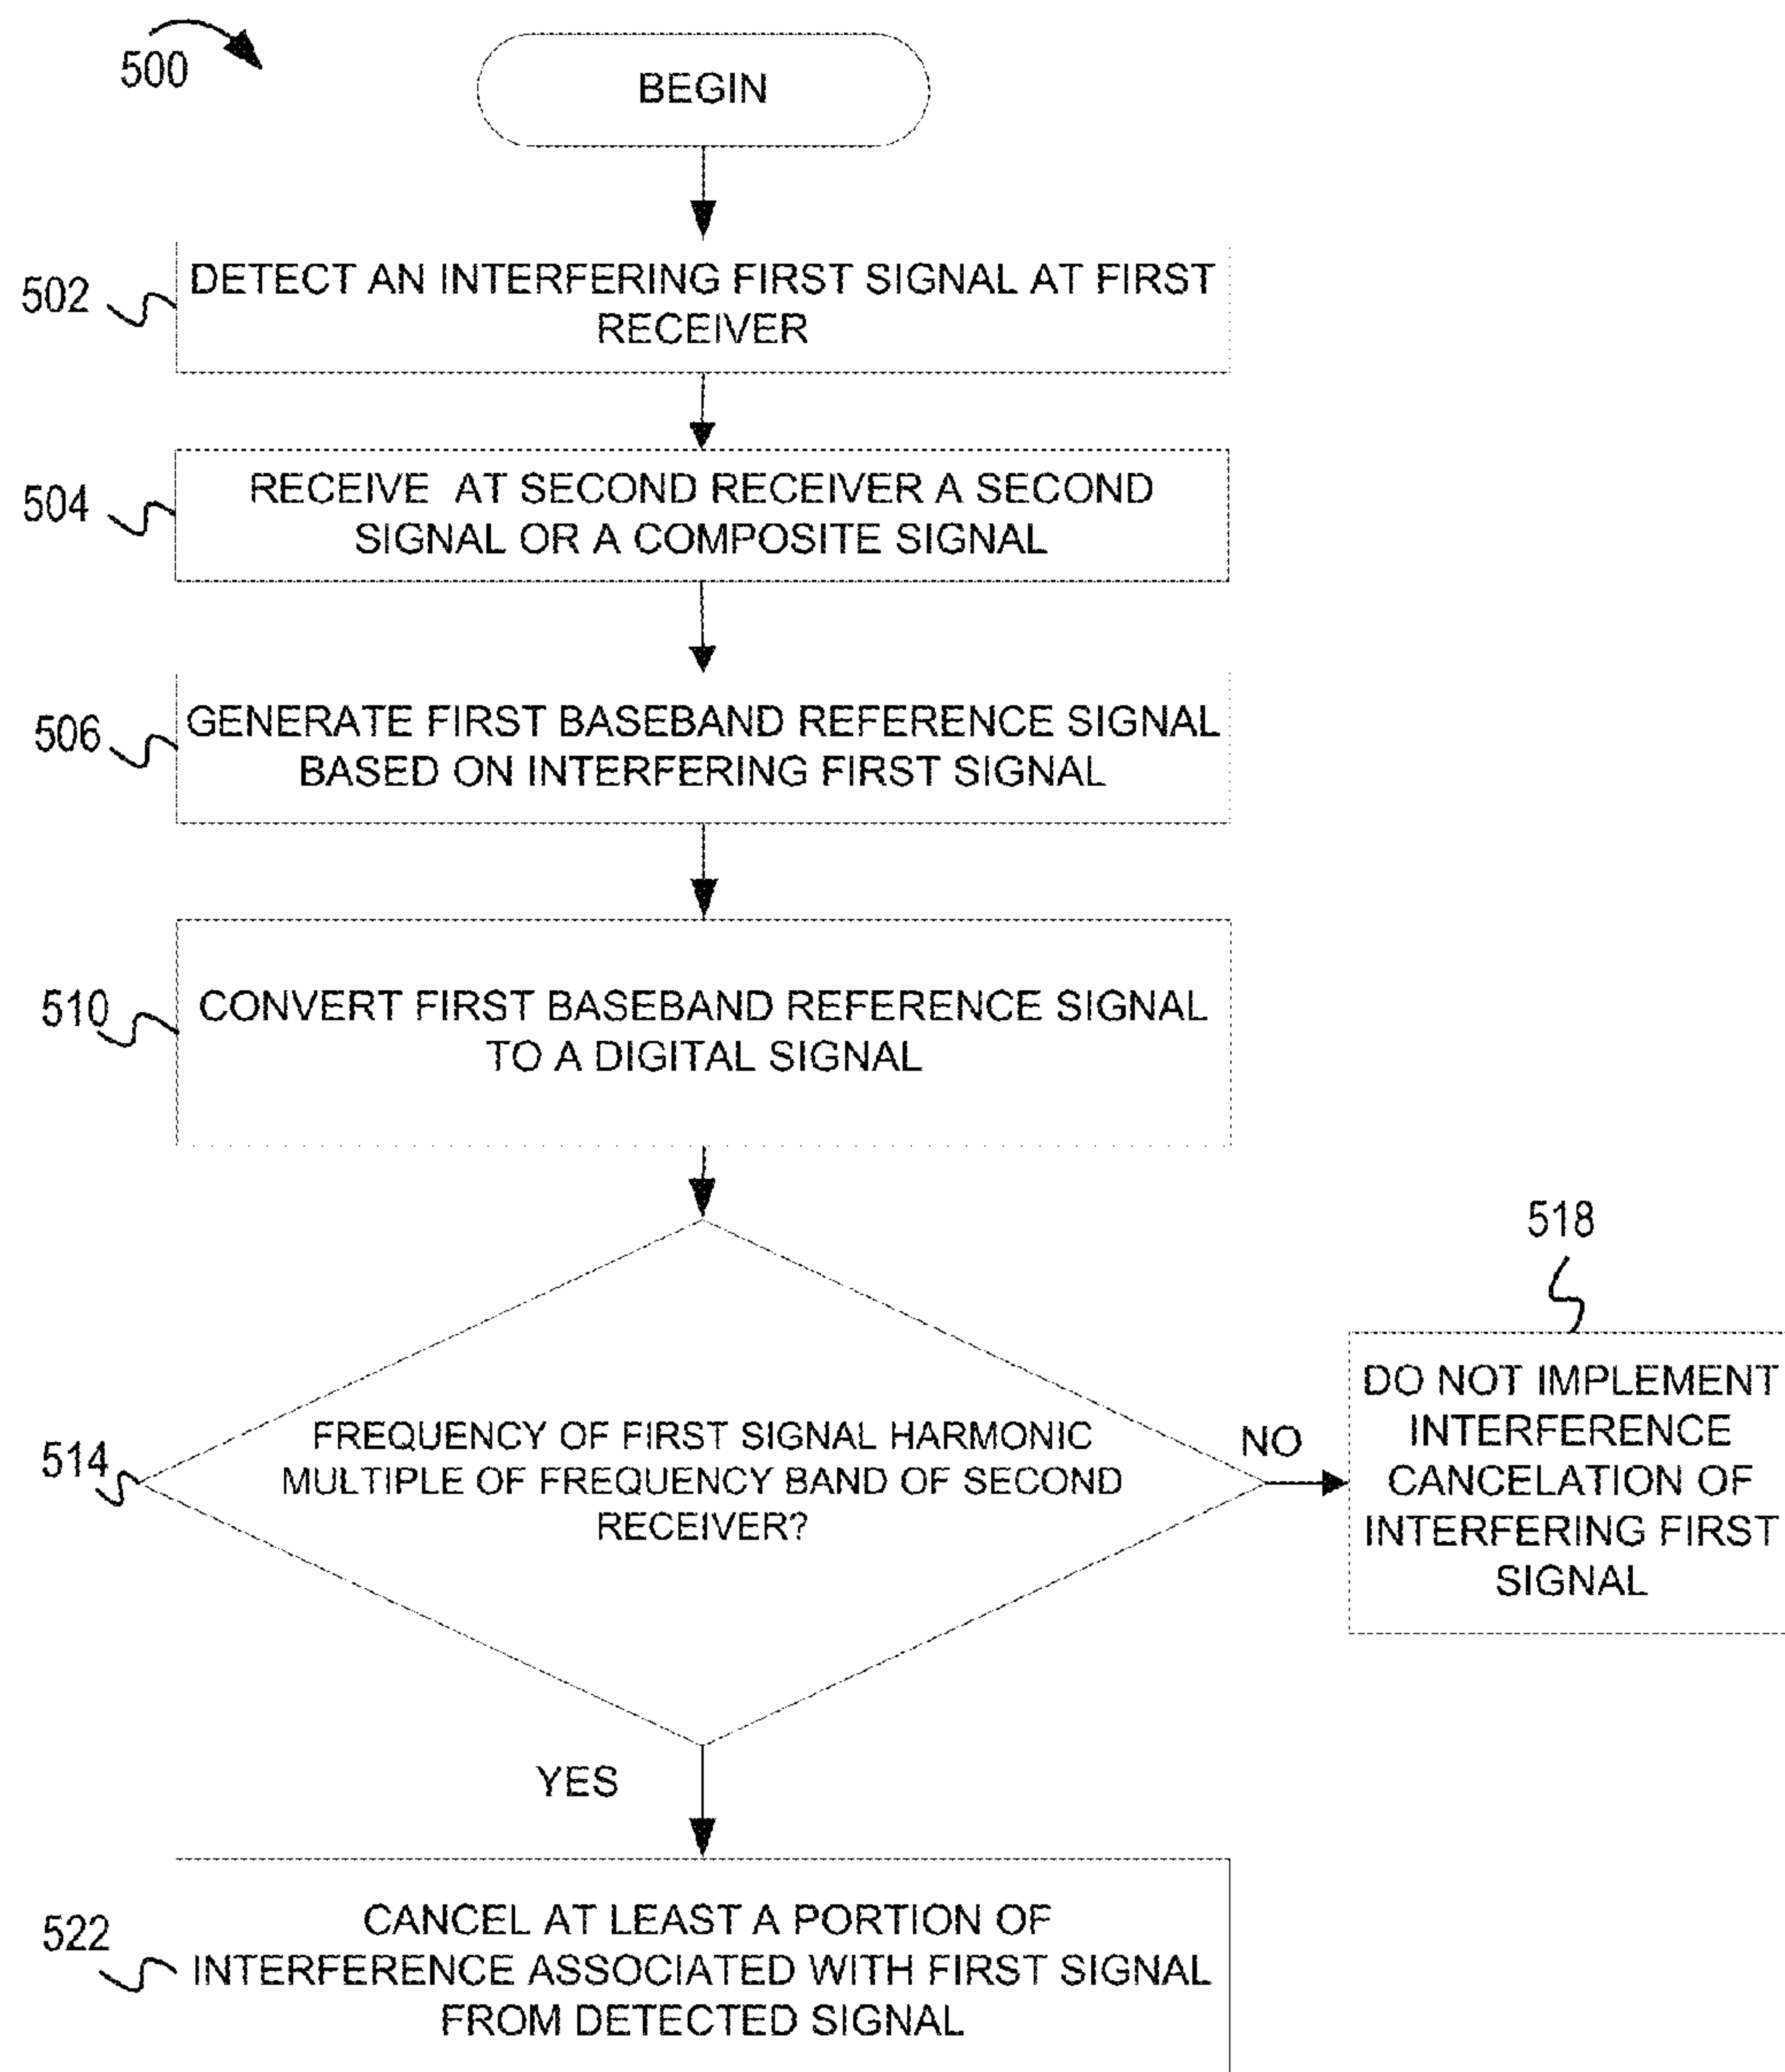 500
BEGIN
502
DETECT AN INTERFERING FIRST SIGNAL AT FIRST
RECEIVER
504
RECEIVE AT SECOND RECEIVER A SECOND
SIGNAL OR A COMPOSITE SIGNAL
506
GENERATE FIRST BASEBAND REFERENCE SIGNAL
BASED ON INTERFERING FIRST SIGNAL
510
CONVERT FIRST BASEBAND REFERENCE SIGNAL
TO A DIGITAL SIGNAL
514
FREQUENCY OF FIRST SIGNAL HARMONIC
MULTIPLE OF FREQUENCY BAND OF SECOND
RECEIVER?
NO
518
DO NOT IMPLEMENT
INTERFERENCE
CANCELATION OF
INTERFERING FIRST
SIGNAL
YES
522
CANCEL AT LEAST A PORTION OF
INTERFERENCE ASSOCIATED WITH FIRST SIGNAL
FROM DETECTED SIGNAL